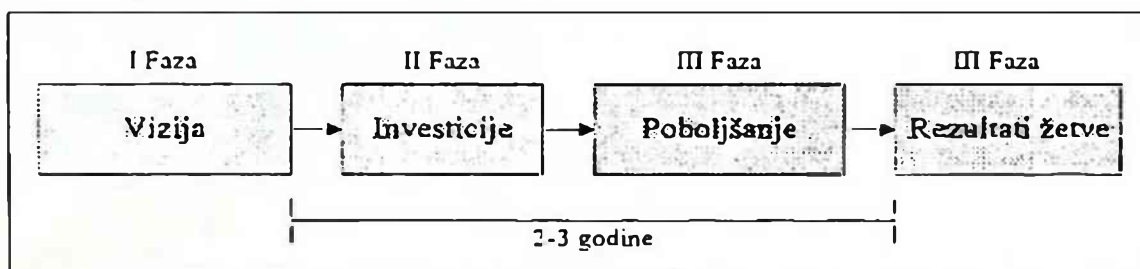 I Faza II Faza III Faza III Faza
Vizija Investicije Poboljšanje Rezultati žetve
2-3 godine